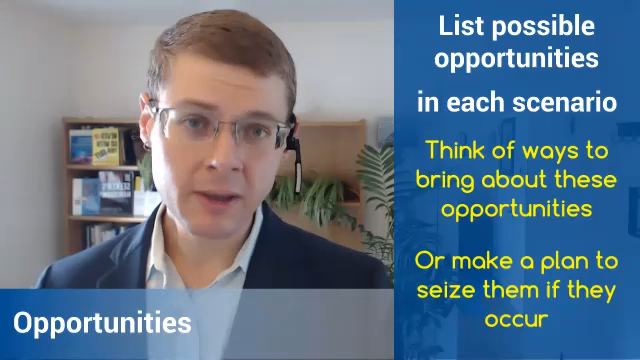 List possible
opportunities
in each scenario
Think of ways to
bring about these
opportunities
Or make a plan to
seize them if they
occur
Opportunities